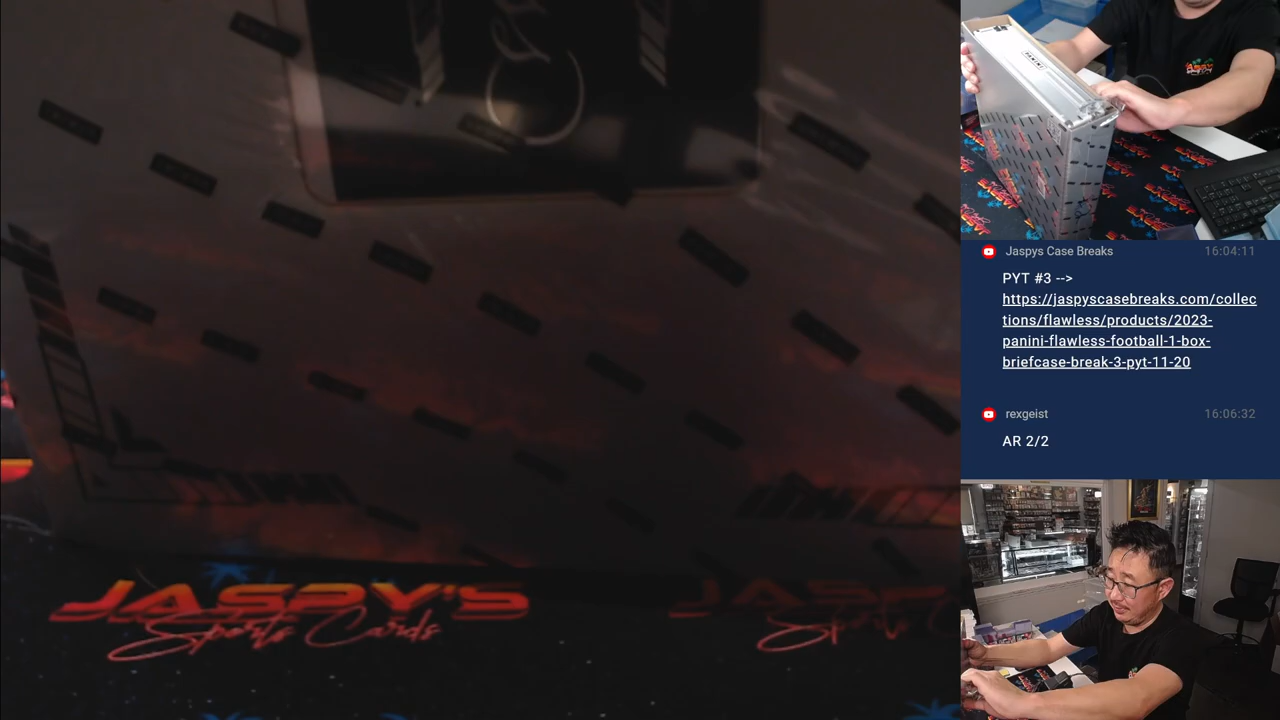 PANINI
JASPY'S
Sports Cards
Jaspys Case Breaks 16:04:11
PYT #3 -->
https://jaspyscasebreaks.com/collec
tions/flawless/products/2023-
panini-flawless-football-1-box-
briefcase-break-3-pyt-11-20
rexgeist 16:06:32
AR 2/2